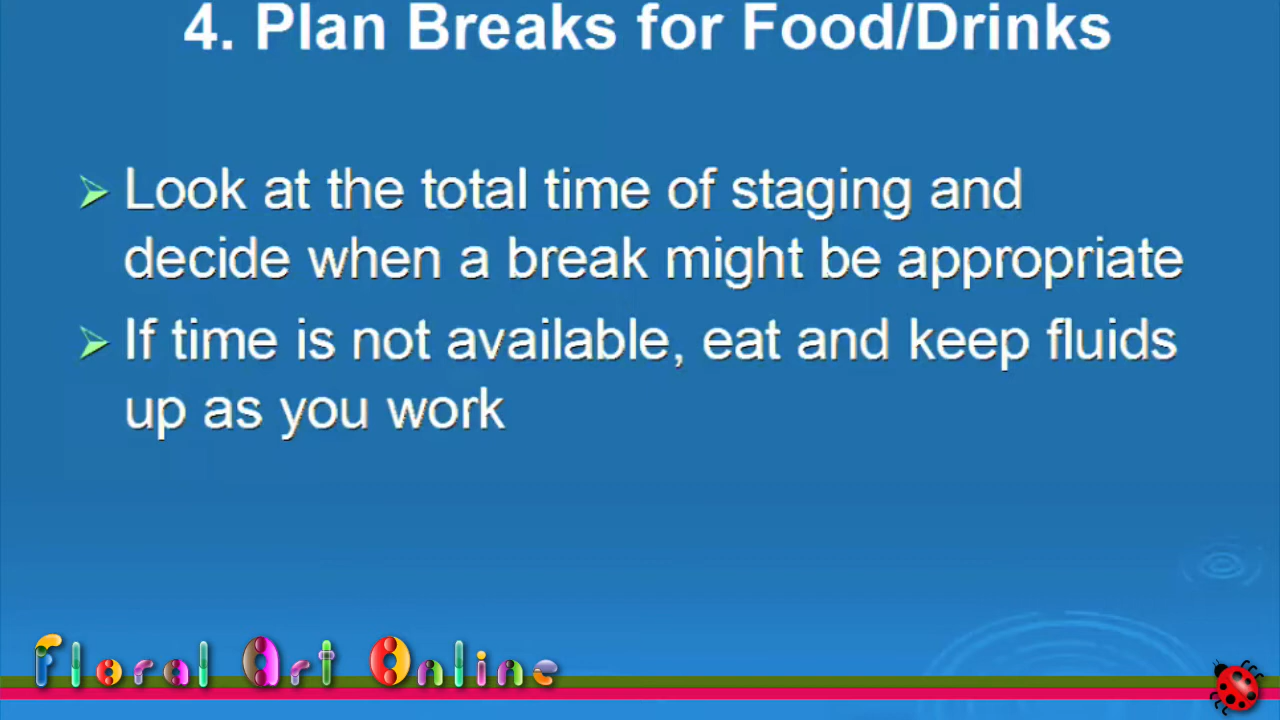 4. Plan Breaks for Food/Drinks
Look at the total time of staging and
decide when a break might be appropriate
If time is not available, eat and keep fluids
up as you work
Floral Art Online